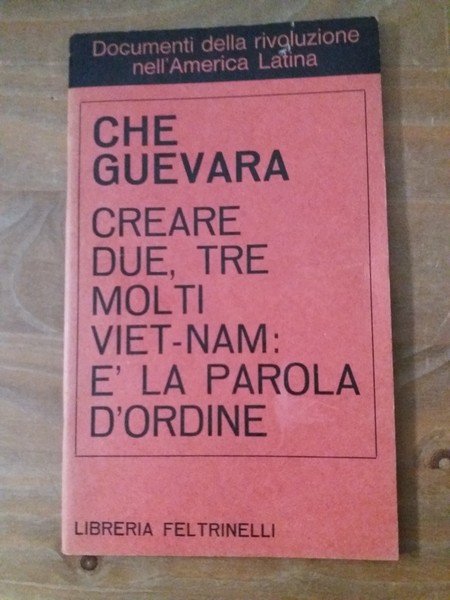 Documenti della rivoluzione
nell'America Latina
CHE
GUEVARA
CREARE
DUE, TRE
MOLTI
VIET-NAM:
E' LA PAROLA
D'ORDINE
LIBRERIA FELTRINELLI